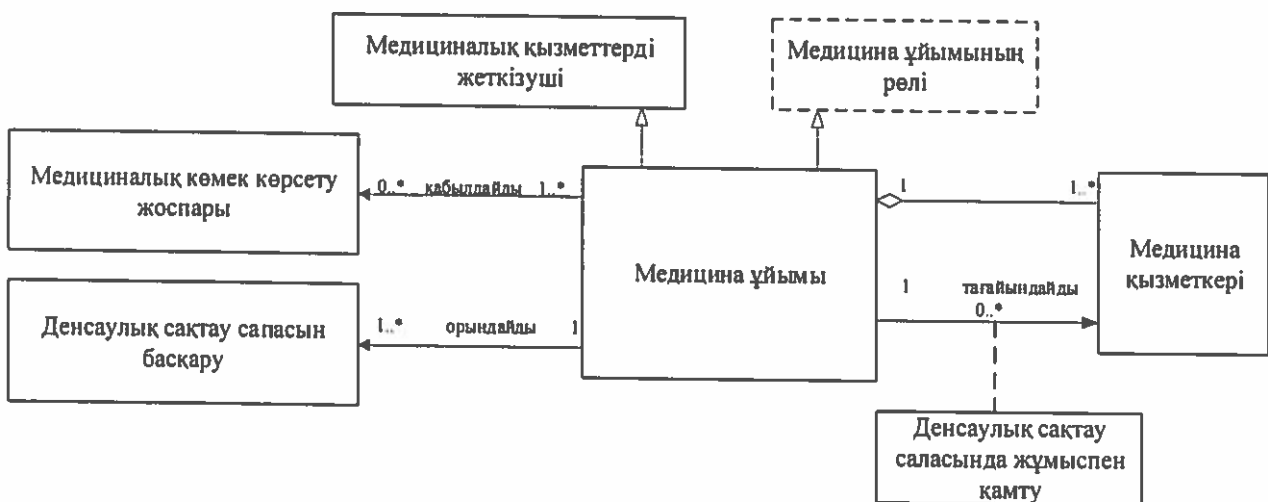 Медициналық қызметтерді
жеткізуші
Медицина ұйымының
рөлі
Медициналық көмек көрсету
жоспары
0..* қабылдайды 1..*
Медицина ұйымы
1 1..*
Медицина
қызметкері
1 тағайындайды
0..*
Денсаулық сақтау сапасын
басқару
1..* орындайды 1
Денсаулық сақтау
саласында жұмыспен
қамту